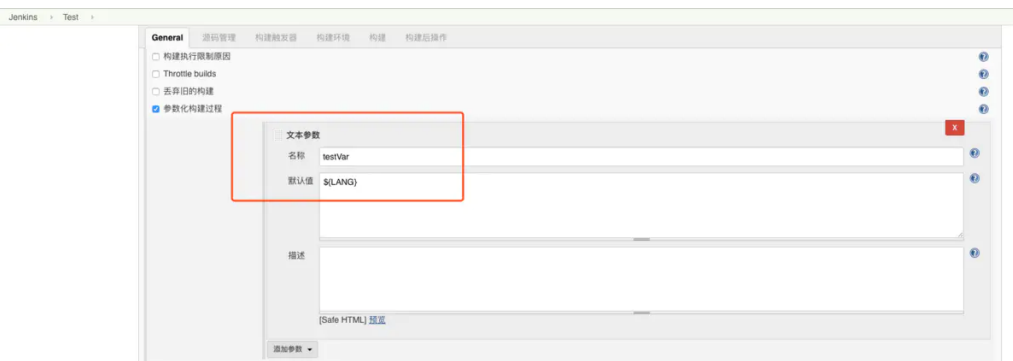 Jenkins › Test ›
General 源码管理 构建触发器 构建环境 构建 构建后操作
构建执行限制原因
Throttle builds
丢弃旧的构建
参数化构建过程
文本参数
X
名称 testVar
默认值 ${LANG}
描述
[Safe HTML] 预览
添加参数